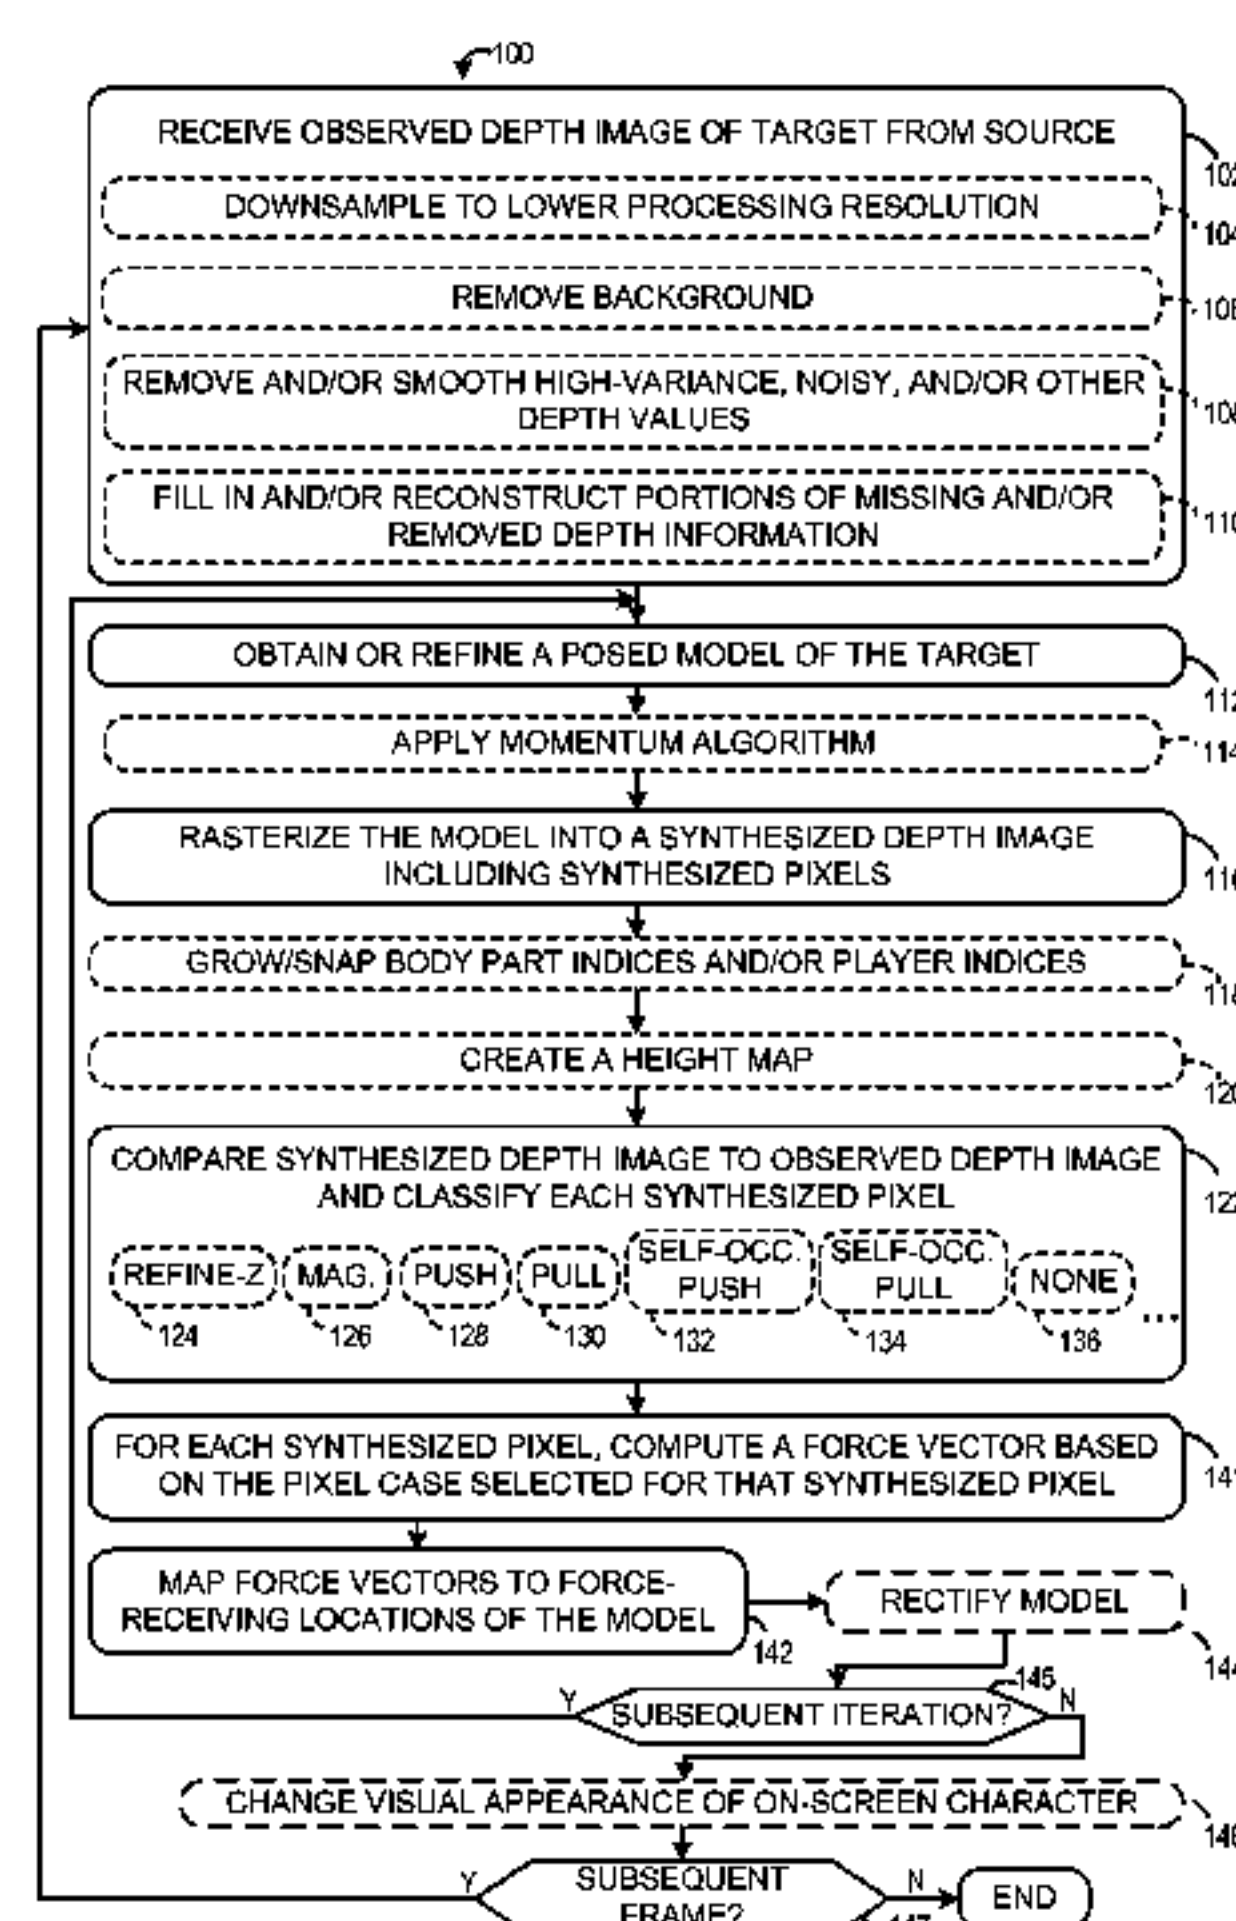 100
RECEIVE OBSERVED DEPTH IMAGE OF TARGET FROM SOURCE
DOWNSAMPLE TO LOWER PROCESSING RESOLUTION
REMOVE BACKGROUND
REMOVE AND/OR SMOOTH HIGH-VARIANCE, NOISY, AND/OR OTHER
DEPTH VALUES
FILL IN AND/OR RECONSTRUCT PORTIONS OF MISSING AND/OR
REMOVED DEPTH INFORMATION
OBTAIN OR REFINE A POSED MODEL OF THE TARGET
APPLY MOMENTUM ALGORITHM
114
RASTERIZE THE MODEL INTO A SYNTHESIZED DEPTH IMAGE
INCLUDING SYNTHESIZED PIXELS
GROW/SNAP BODY PART INDICES AND/OR PLAYER INDICES
CREATE A HEIGHT MAP
COMPARE SYNTHESIZED DEPTH IMAGE TO OBSERVED DEPTH IMAGE
AND CLASSIFY EACH SYNTHESIZED PIXEL
REFINE-Z
MAG.
PUSH
PULL
SELF-OCC.
PUSH
SELF-OCC.
PULL
NONE
...
124
126
128
130
132
134
136
FOR EACH SYNTHESIZED PIXEL, COMPUTE A FORCE VECTOR BASED
ON THE PIXEL CASE SELECTED FOR THAT SYNTHESIZED PIXEL
MAP FORCE VECTORS TO FORCE-
RECEIVING LOCATIONS OF THE MODEL
142
RECTIFY MODEL
145
Y
SUBSEQUENT ITERATION?
N
CHANGE VISUAL APPEARANCE OF ON-SCREEN CHARACTER
Y
SUBSEQUENT
FRAME?
N
END